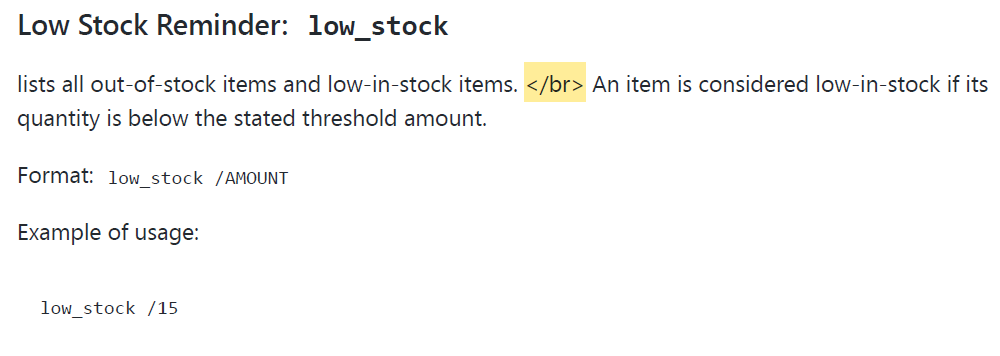 Low Stock Reminder: low_stock
lists all out-of-stock items and low-in-stock items. </br> An item is considered low-in-stock if its
quantity is below the stated threshold amount.
Format: low_stock /AMOUNT
Example of usage:
low_stock /15